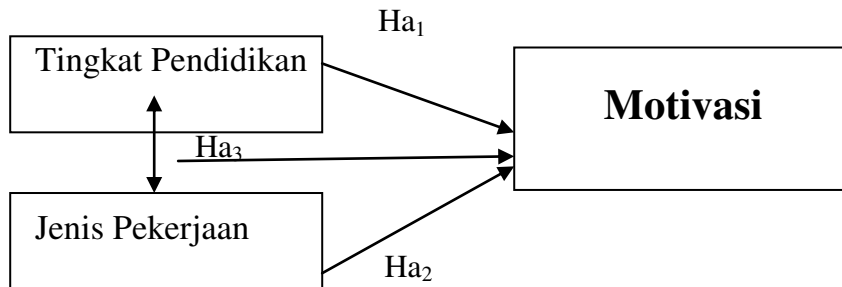 Ha₁
Tingkat Pendidikan
Motivasi
Ha₃
Jenis Pekerjaan
Ha₂